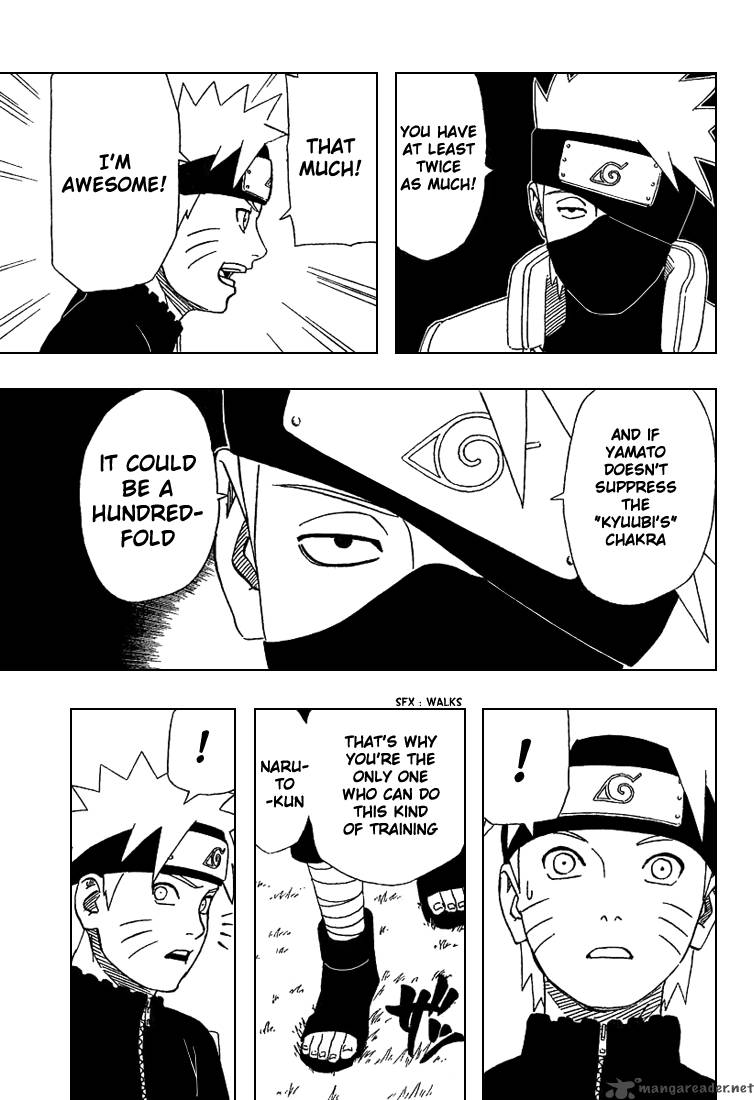 YOU HAVE
AT LEAST
TWICE
AS MUCH!
THAT
MUCH!
I'M
AWESOME!
AND IF
YAMATO
DOESN'T
SUPPRESS
THE
"KYUUBI'S"
CHAKRA
IT COULD
BE A
HUNDRED-
FOLD
!
SFX : WALKS
THAT'S WHY
YOU'RE THE
ONLY ONE
WHO CAN DO
THIS KIND
OF TRAINING
NARU-
TO
-KUN
ザッ
!
mangareader.net